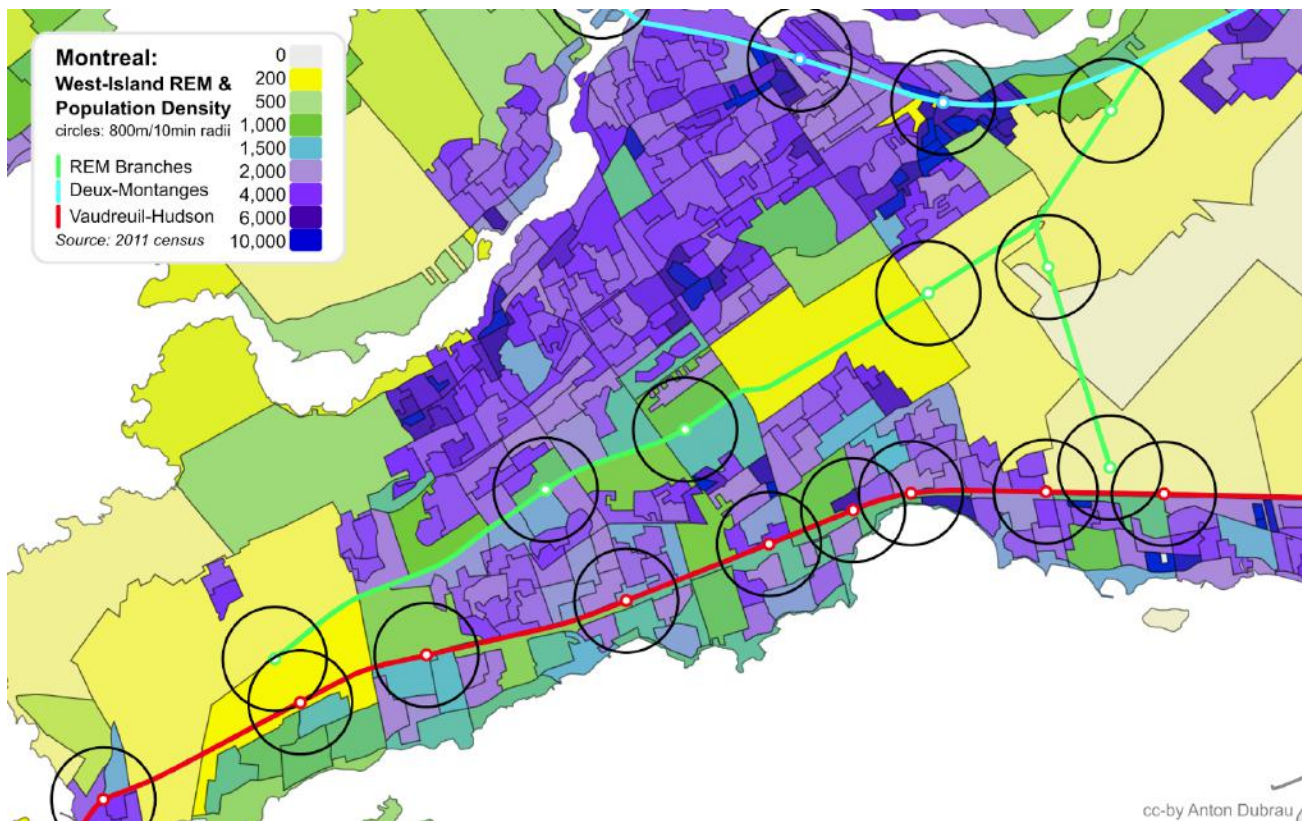 Montreal:
West-Island REM &
Population Density
circles: 800m/10min radii
REM Branches
Deux-Montanges
Vaudreuil-Hudson
Source: 2011 census
0
200
500
1,000
1,500
2,000
4,000
6,000
10,000
cc-by Anton Dubrau